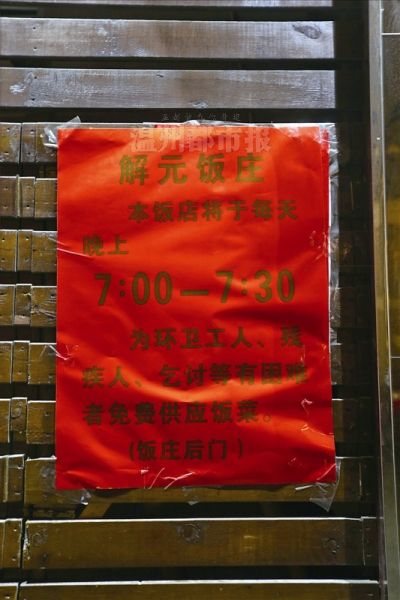 温州都市报
解元饭庄
本饭店将于每天
晚上
7:00—7:30
为环卫工人、残
疾人、乞讨等有困难
者免费供应饭菜。
(饭庄后门)